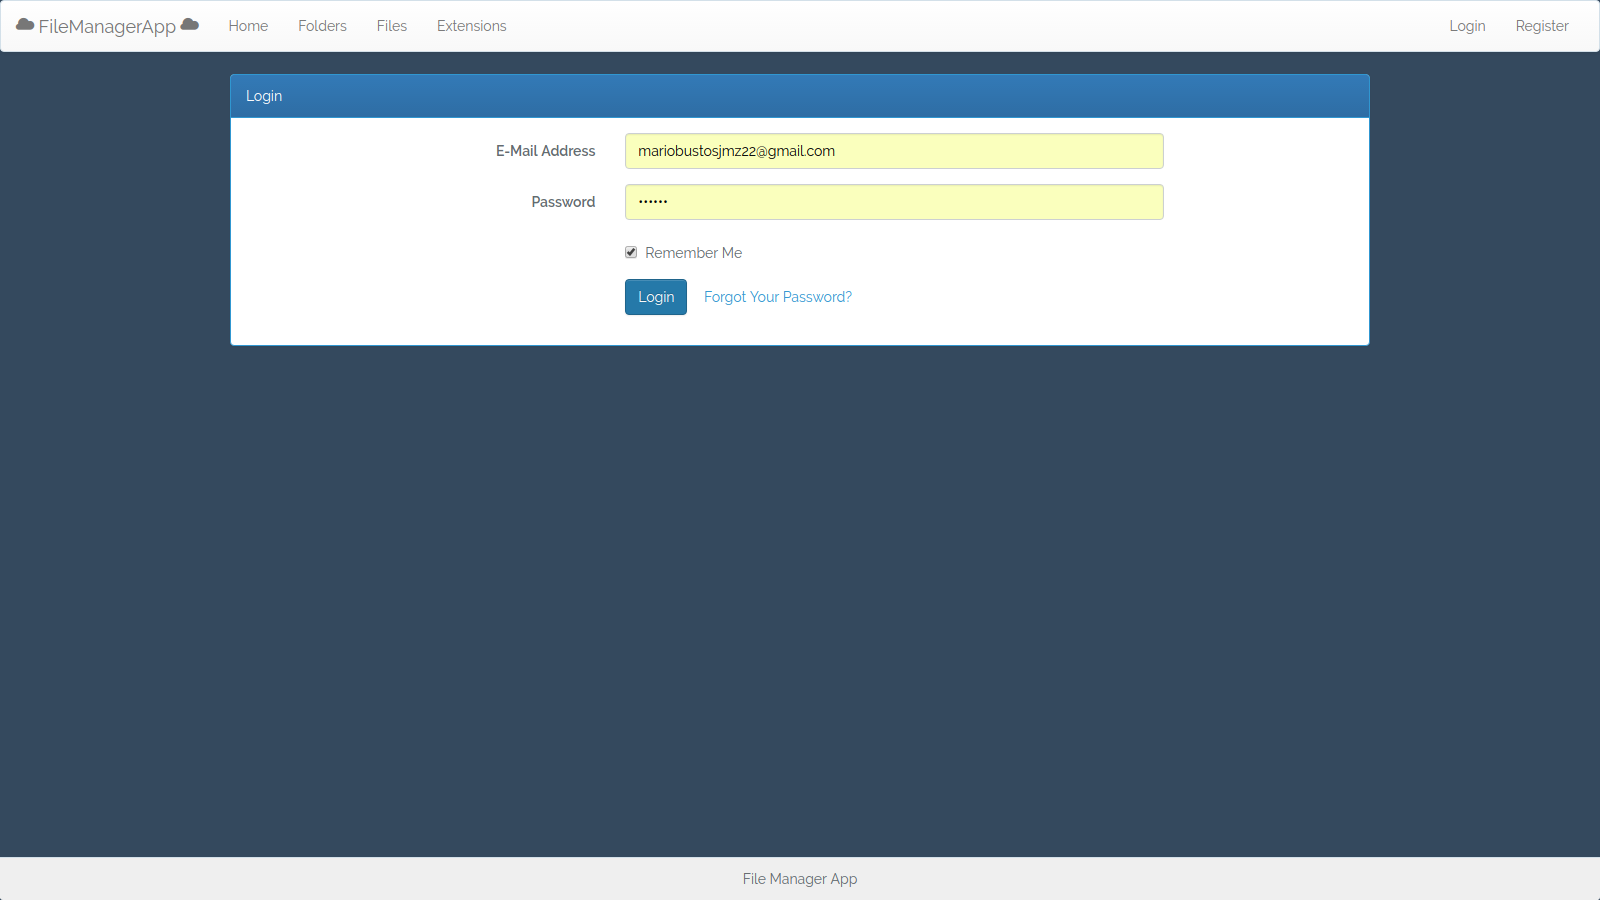 FileManagerApp Home Folders Files Extensions Login Register
Login
E-Mail Address mariobustosjmz22@gmail.com
Password ••••••
Remember Me
Login Forgot Your Password?
File Manager App